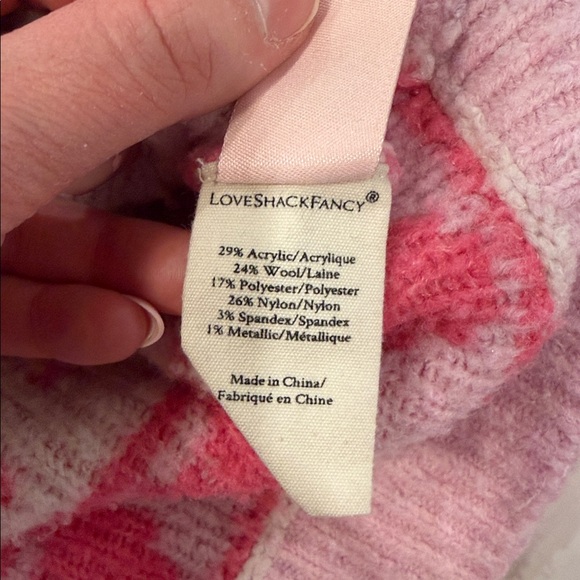 LOVESHACKFANCY®
29% Acrylic/Acrylique
24% Wool/Laine
17% Polyester/Polyester
26% Nylon/Nylon
3% Spandex/Spandex
1% Metallic/Métallique
Made in China/
Fabriqué en Chine